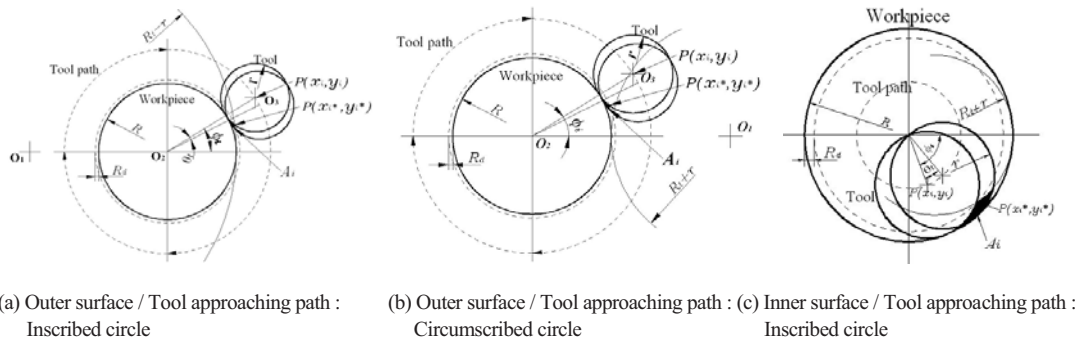 R₁-r
Tool path
Tool
r
P(xᵢ,yᵢ)
P(xᵢ*,yᵢ*)
O₃
Workpiece
R
O₁
O₂
Rd
Aᵢ
Tool path
Tool
r
P(xᵢ,yᵢ)
O₃
P(xᵢ*,yᵢ*)
Workpiece
R
ϕᵢ
O₂
O₁
Rd
Aᵢ
Workpiece
Tool path
R
Rd
r
Tool
P(xᵢ,yᵢ)
P(xᵢ*,yᵢ*)
Ai
(a) Outer surface / Tool approaching path :
Inscribed circle
(b) Outer surface / Tool approaching path :
Circumscribed circle
(c) Inner surface / Tool approaching path :
Inscribed circle